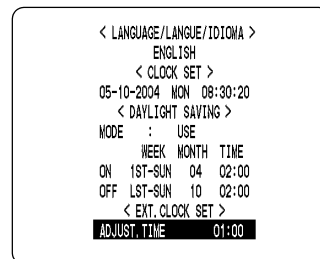 < LANGUAGE/LANGUE/IDIOMA >
ENGLISH
< CLOCK SET >
05-10-2004 MON 08:30:20
< DAYLIGHT SAVING >
MODE : USE
WEEK MONTH TIME
ON 1ST-SUN 04 02:00
OFF LST-SUN 10 02:00
< EXT.CLOCK SET >
ADJUST.TIME 01:00